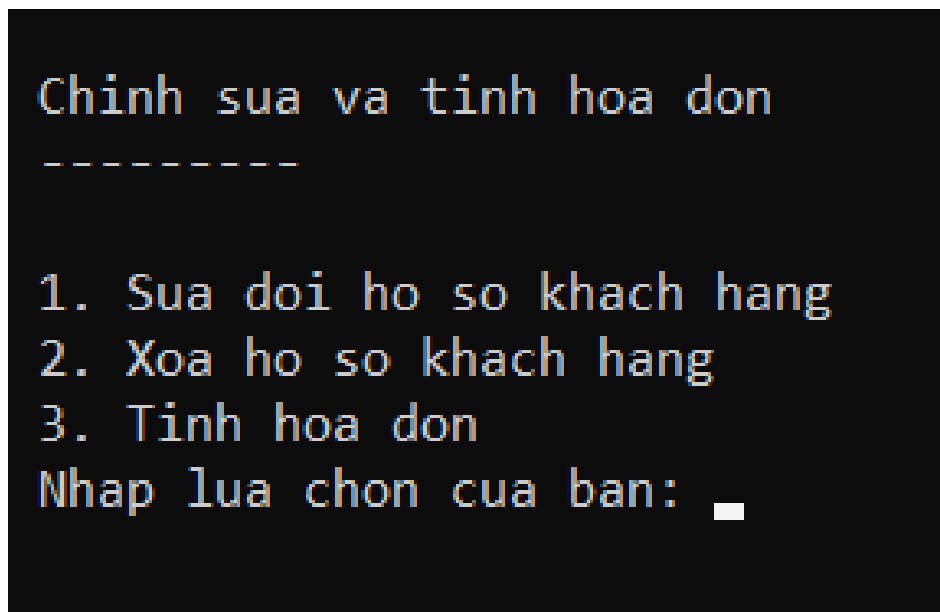 Chinh sua va tinh hoa don
---------
1. Sua doi ho so khach hang
2. Xoa ho so khach hang
3. Tinh hoa don
Nhap lua chon cua ban: